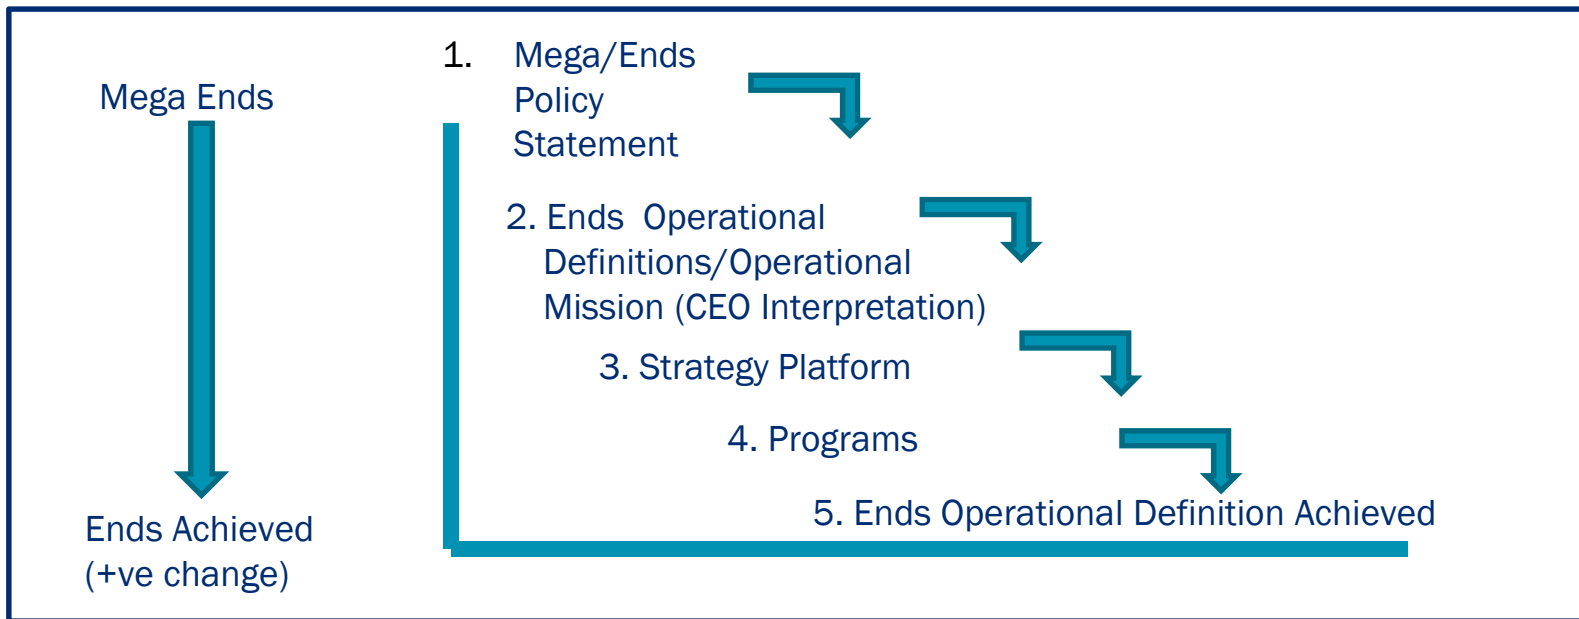 Mega Ends
Ends Achieved
(+ve change)
1. Mega/Ends
Policy
Statement
2. Ends  Operational
Definitions/Operational
Mission (CEO Interpretation)
3. Strategy Platform
4. Programs
5. Ends Operational Definition Achieved